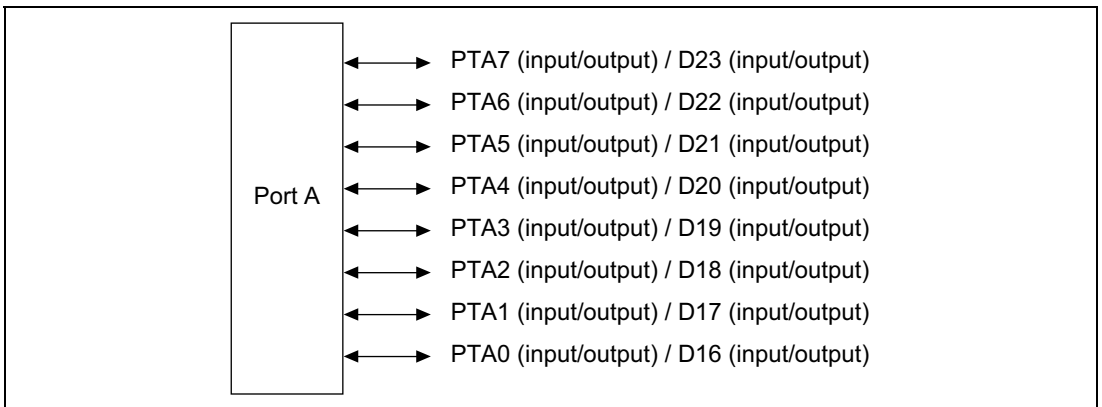 PTA7 (input/output) / D23 (input/output)
PTA6 (input/output) / D22 (input/output)
PTA5 (input/output) / D21 (input/output)
PTA4 (input/output) / D20 (input/output)
Port A
PTA3 (input/output) / D19 (input/output)
PTA2 (input/output) / D18 (input/output)
PTA1 (input/output) / D17 (input/output)
PTA0 (input/output) / D16 (input/output)